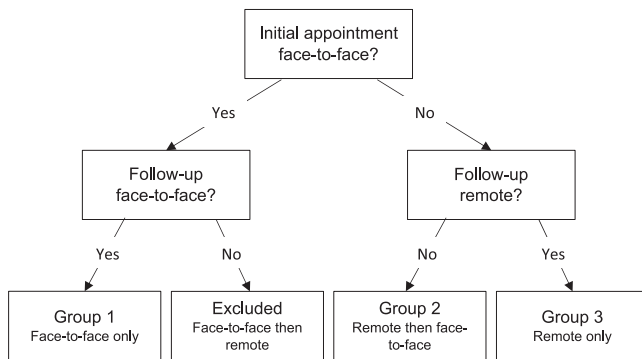 Initial appointment
face-to-face?
Yes
No
Follow-up
face-to-face?
Follow-up
remote?
Yes
No
No
Yes
Group 1
Face-to-face only
Excluded
Face-to-face then
remote
Group 2
Remote then face-
to-face
Group 3
Remote only